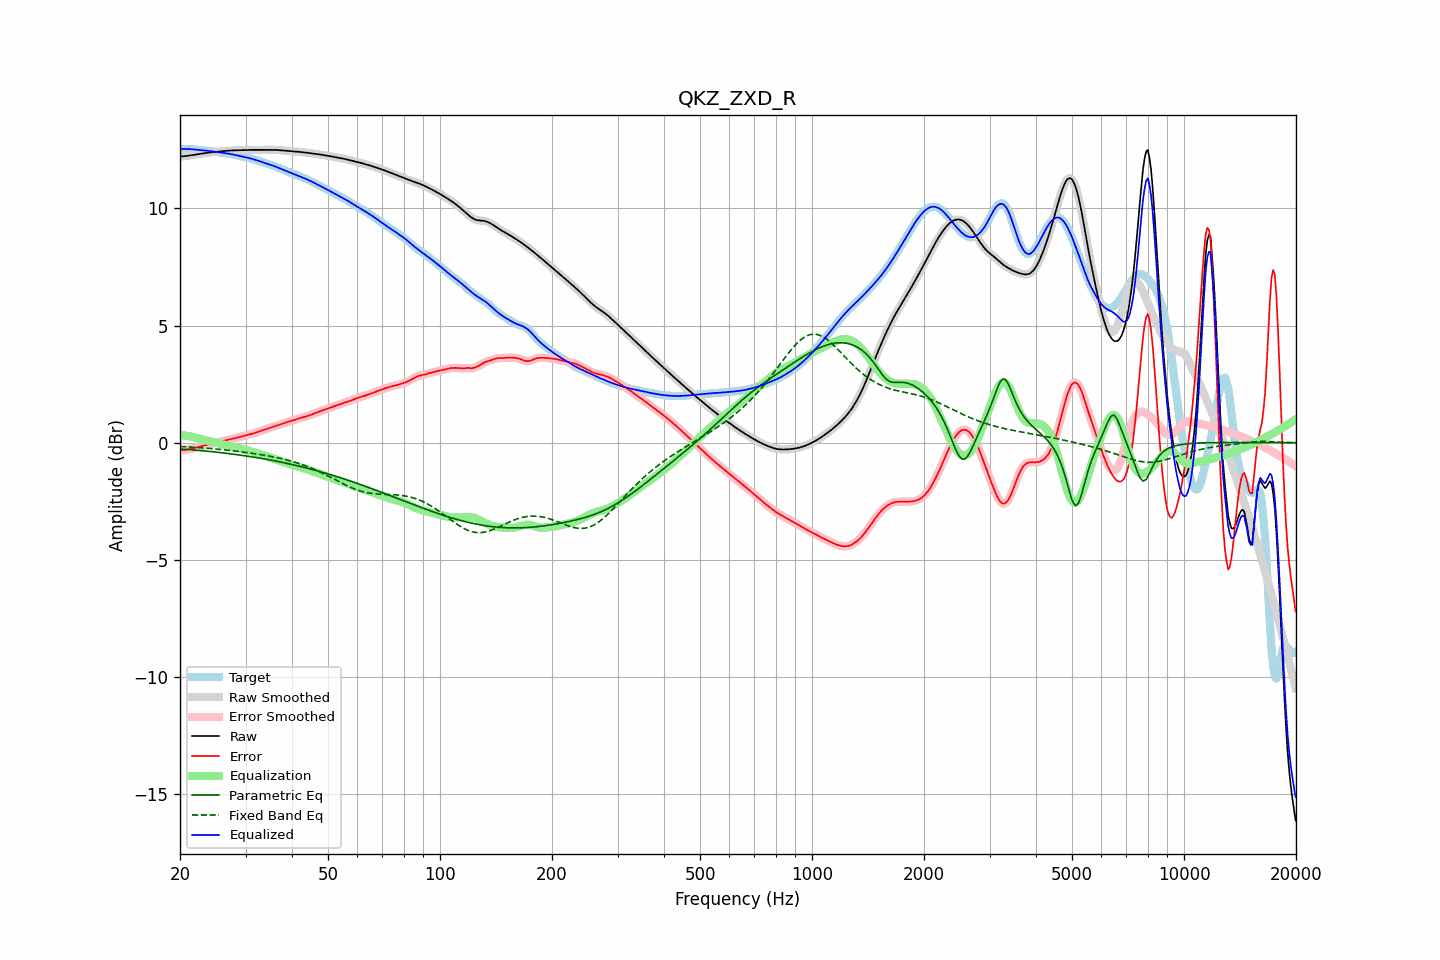 QKZ_ZXD_R
Amplitude (dBr)
10
5
0
−5
−10
−15
Target
Raw Smoothed
Error Smoothed
Raw
Error
Equalization
Parametric Eq
Fixed Band Eq
Equalized
20 50 100 200 500 1000 2000 5000 10000 20000
Frequency (Hz)